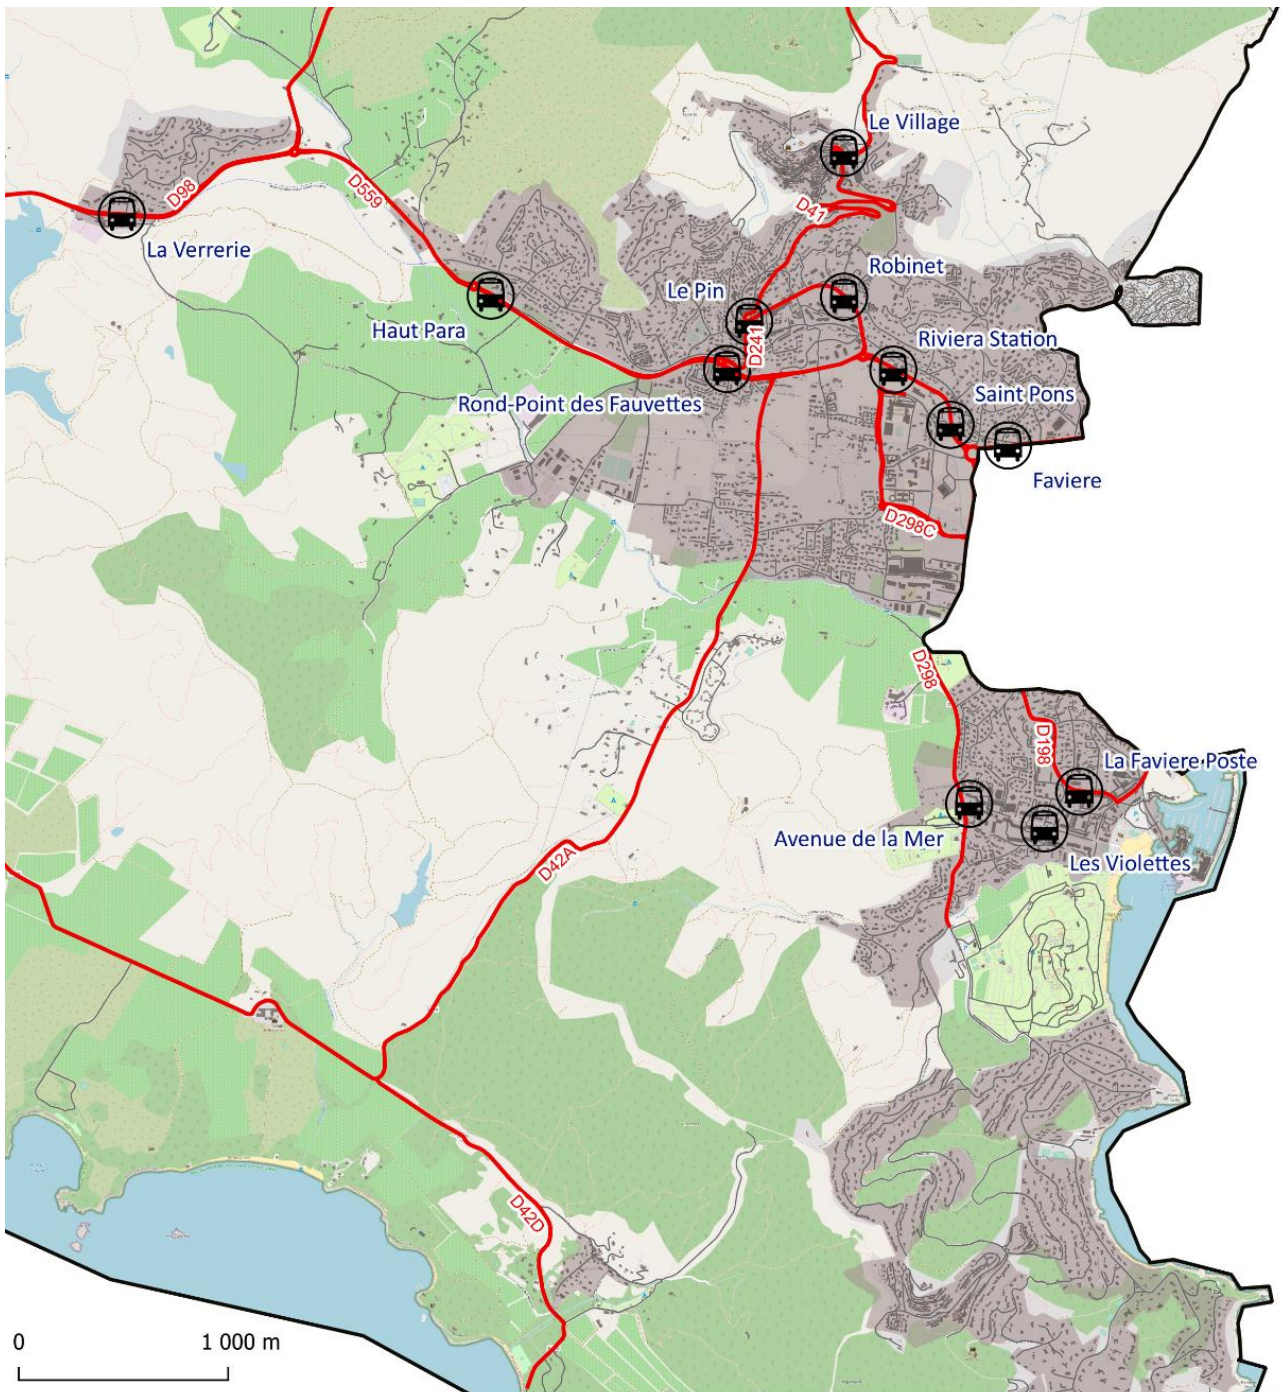 Le Village
D98
D559
D41
La Verrerie
Robinet
Le Pin
Haut Para
D241
Riviera Station
Saint Pons
Rond-Point des Fauvettes
Faviere
D298C
D298
D198
La Faviere Poste
Avenue de la Mer
Les Violettes
D42A
D42D
0 1 000 m